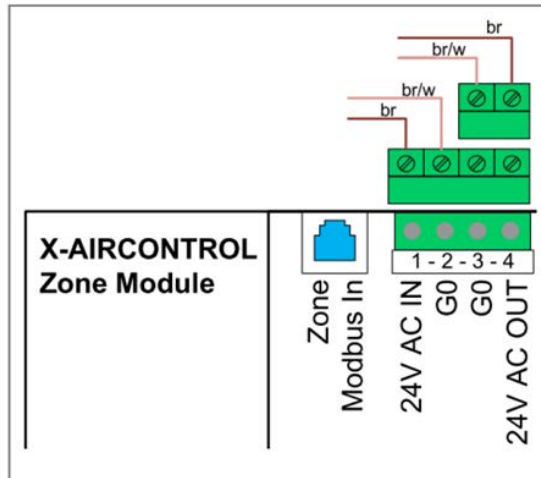 br
br/w
br/w
br
X-AIRCONTROL
Zone Module
1 - 2 - 3 - 4
Zone
Modbus In
24V AC IN
G0
G0
24V AC OUT